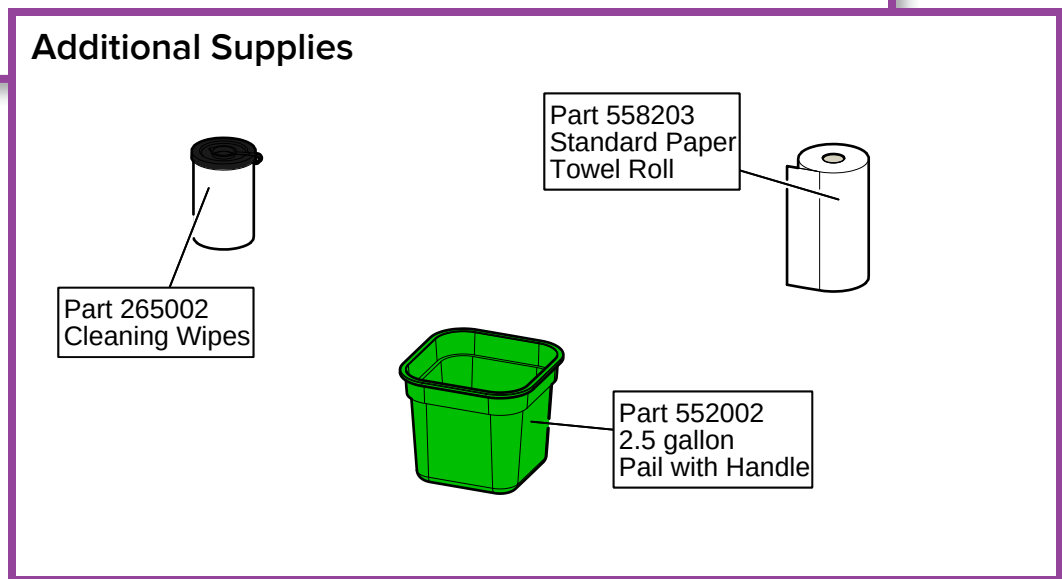 Additional Supplies
Part 558203
Standard Paper
Towel Roll
Part 265002
Cleaning Wipes
Part 552002
2.5 gallon
Pail with Handle